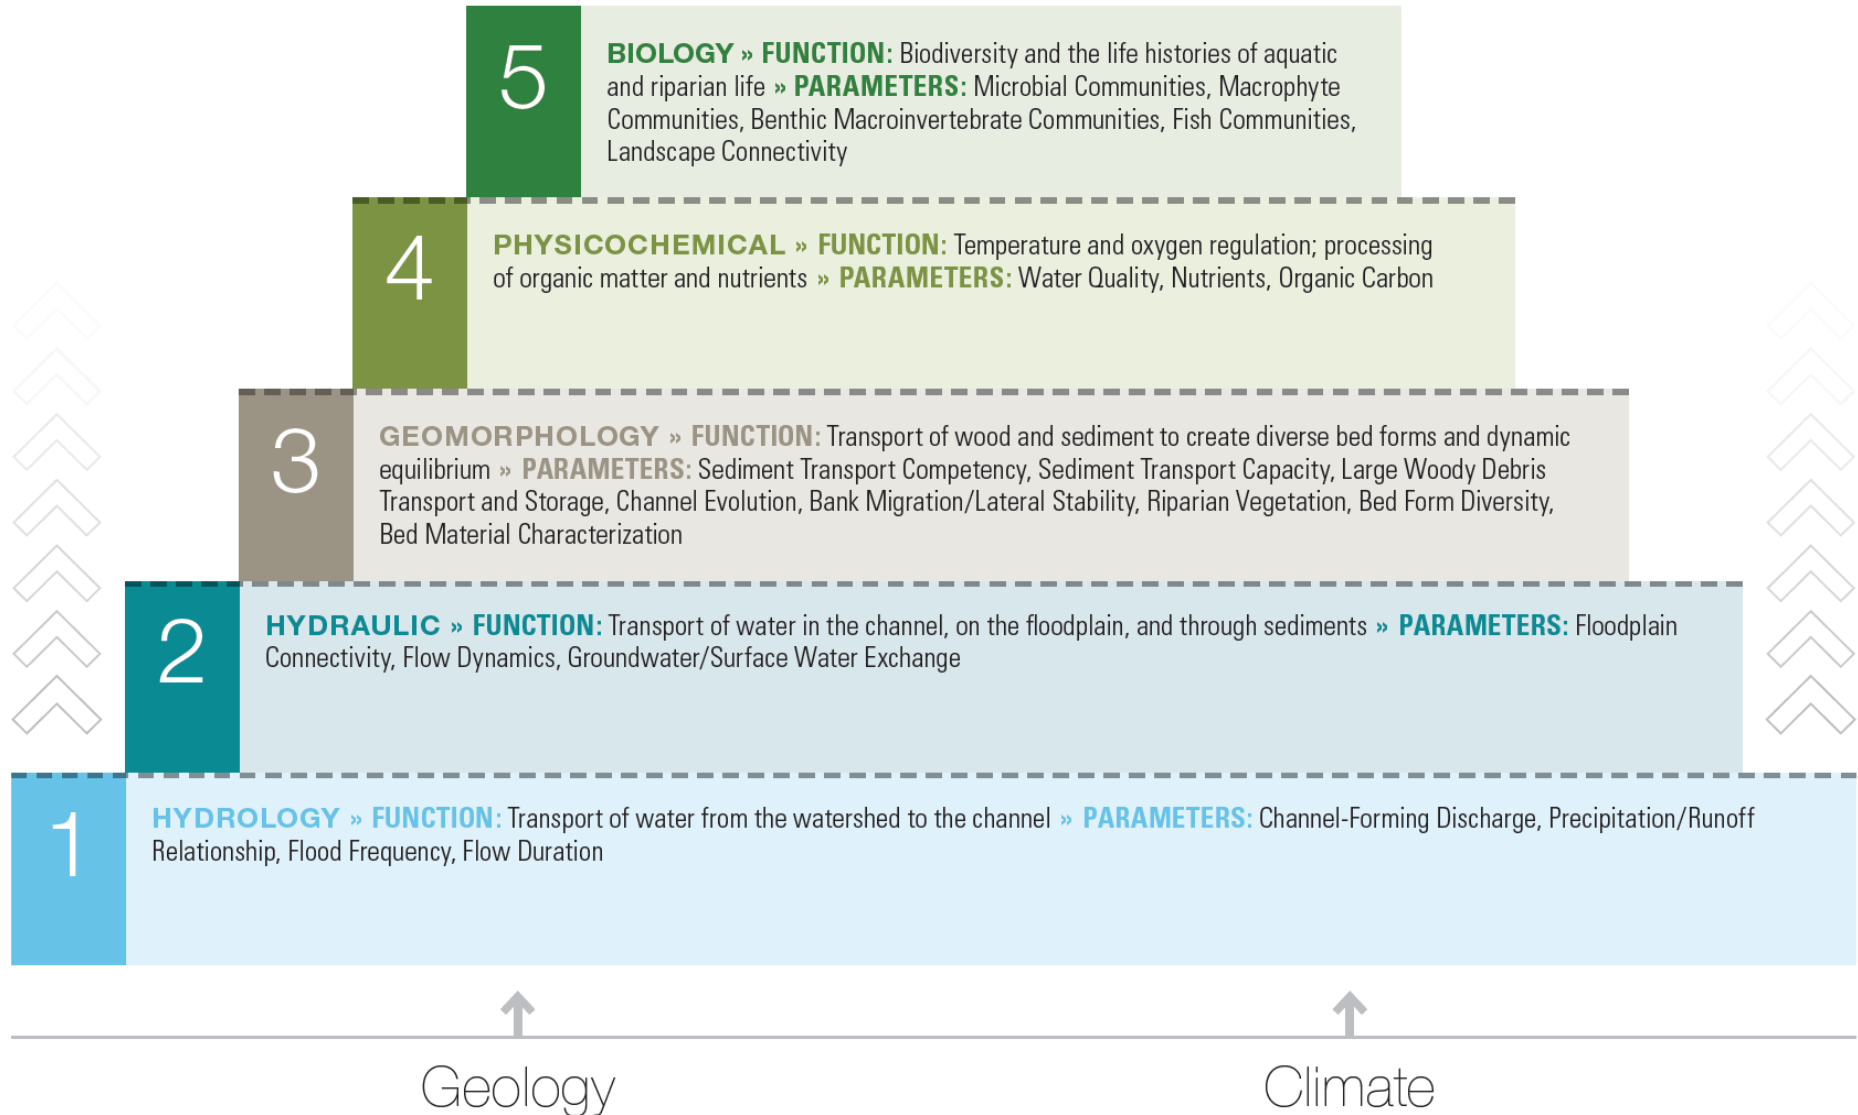 5
BIOLOGY » FUNCTION: Biodiversity and the life histories of aquatic
and riparian life » PARAMETERS: Microbial Communities, Macrophyte
Communities, Benthic Macroinvertebrate Communities, Fish Communities,
Landscape Connectivity
4
PHYSICOCHEMICAL » FUNCTION: Temperature and oxygen regulation; processing
of organic matter and nutrients » PARAMETERS: Water Quality, Nutrients, Organic Carbon
3
GEOMORPHOLOGY » FUNCTION: Transport of wood and sediment to create diverse bed forms and dynamic
equilibrium » PARAMETERS: Sediment Transport Competency, Sediment Transport Capacity, Large Woody Debris
Transport and Storage, Channel Evolution, Bank Migration/Lateral Stability, Riparian Vegetation, Bed Form Diversity,
Bed Material Characterization
2
HYDRAULIC » FUNCTION: Transport of water in the channel, on the floodplain, and through sediments » PARAMETERS: Floodplain
Connectivity, Flow Dynamics, Groundwater/Surface Water Exchange
1
HYDROLOGY » FUNCTION: Transport of water from the watershed to the channel » PARAMETERS: Channel-Forming Discharge, Precipitation/Runoff
Relationship, Flood Frequency, Flow Duration
Geology
Climate